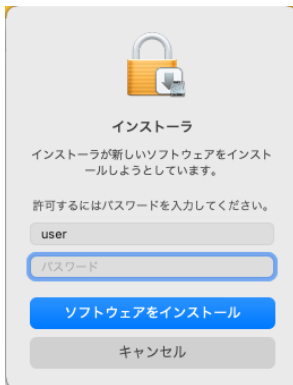 インストーラ
インストーラが新しいソフトウェアをインスト
ールしようとしています。
許可するにはパスワードを入力してください。
user
パスワード
ソフトウェアをインストール
キャンセル